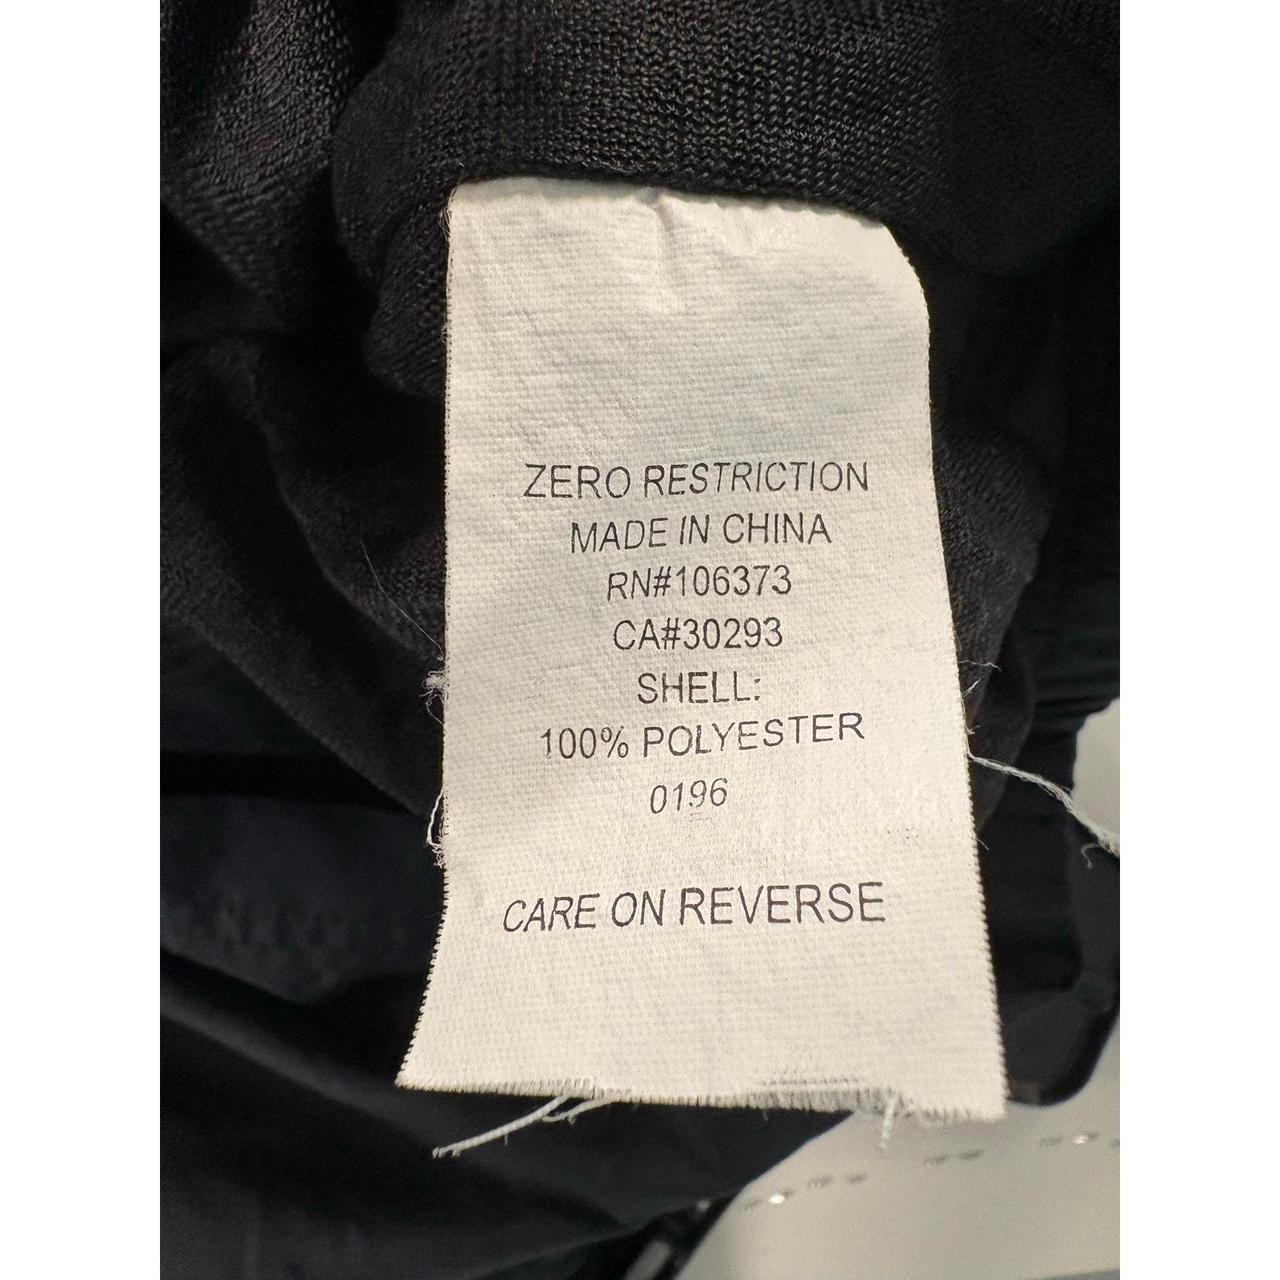 ZERO RESTRICTION
MADE IN CHINA
RN#106373
CA#30293
SHELL:
100% POLYESTER
0196
CARE ON REVERSE